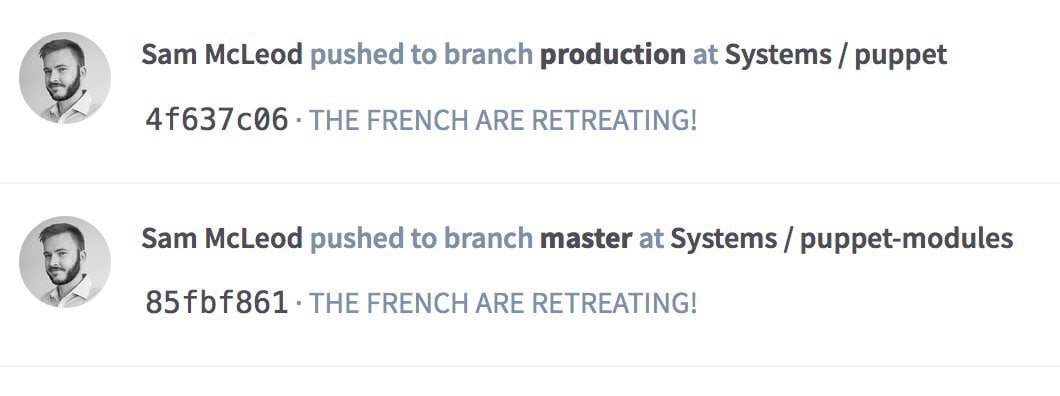 Sam McLeod pushed to branch production at Systems / puppet
4f637c06 · THE FRENCH ARE RETREATING!
Sam McLeod pushed to branch master at Systems / puppet-modules
85fbf861 · THE FRENCH ARE RETREATING!